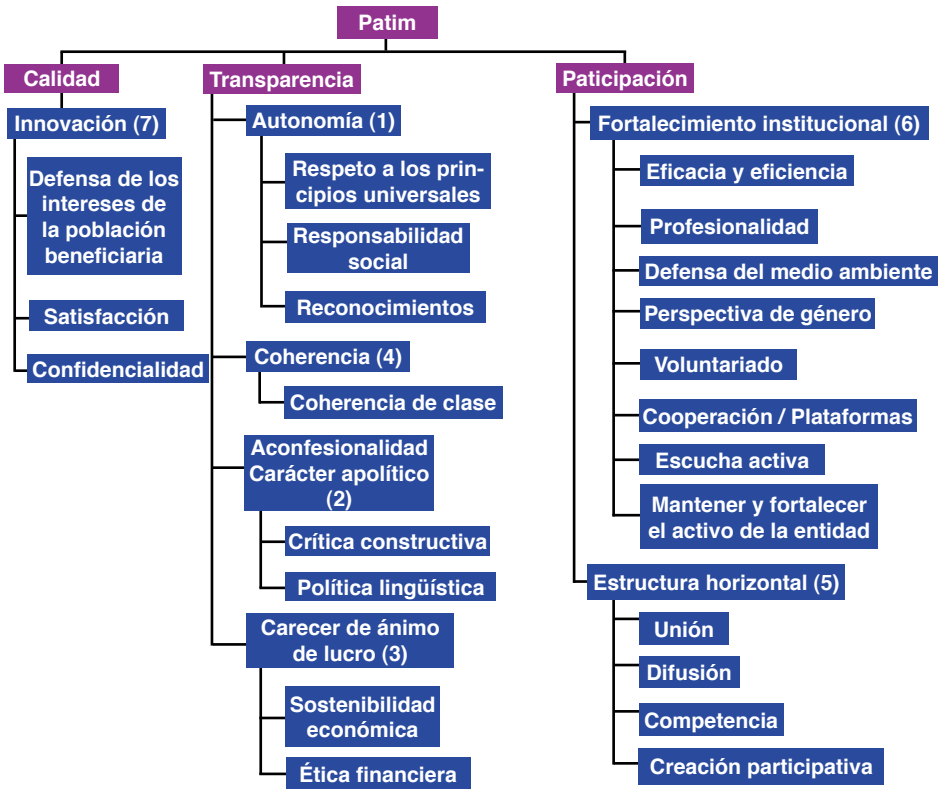 Patim
Calidad
Innovación (7)
Defensa de los
intereses de
la población
beneficiaria
Satisfacción
Confidencialidad
Transparencia
Autonomía (1)
Respeto a los prin-
cipios universales
Responsabilidad
social
Reconocimientos
Coherencia (4)
Coherencia de clase
Aconfesionalidad
Carácter apolítico
(2)
Crítica constructiva
Política lingüística
Carecer de ánimo
de lucro (3)
Sostenibilidad
económica
Ética financiera
Paticipación
Fortalecimiento institucional (6)
Eficacia y eficiencia
Profesionalidad
Defensa del medio ambiente
Perspectiva de género
Voluntariado
Cooperación / Plataformas
Escucha activa
Mantener y fortalecer
el activo de la entidad
Estructura horizontal (5)
Unión
Difusión
Competencia
Creación participativa